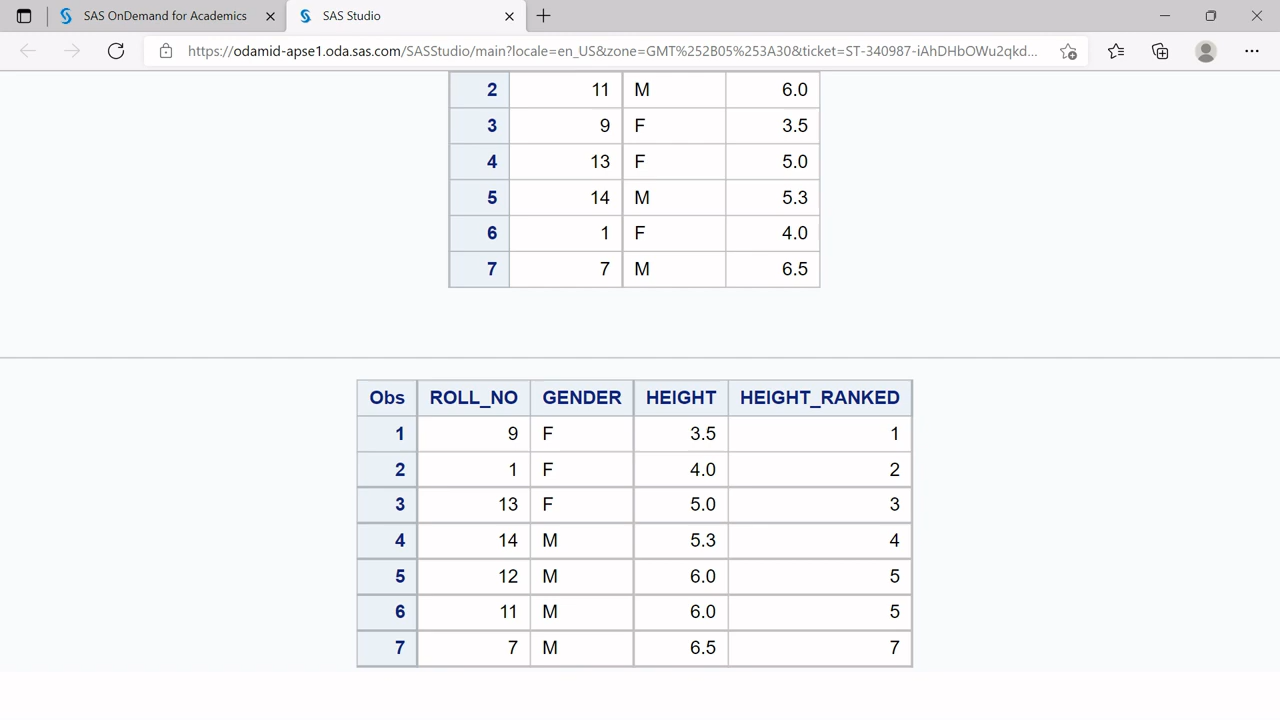 SAS OnDemand for Academics
SAS Studio
https://odamid-apse1.oda.sas.com/SASStudio/main?locale=en_US&zone=GMT%252B05%253A30&ticket=ST-340987-iAhDHbOWu2qkd...
2 11 M 6.0
3 9 F 3.5
4 13 F 5.0
5 14 M 5.3
6 1 F 4.0
7 7 M 6.5
Obs ROLL_NO GENDER HEIGHT HEIGHT_RANKED
1 9 F 3.5 1
2 1 F 4.0 2
3 13 F 5.0 3
4 14 M 5.3 4
5 12 M 6.0 5
6 11 M 6.0 5
7 7 M 6.5 7